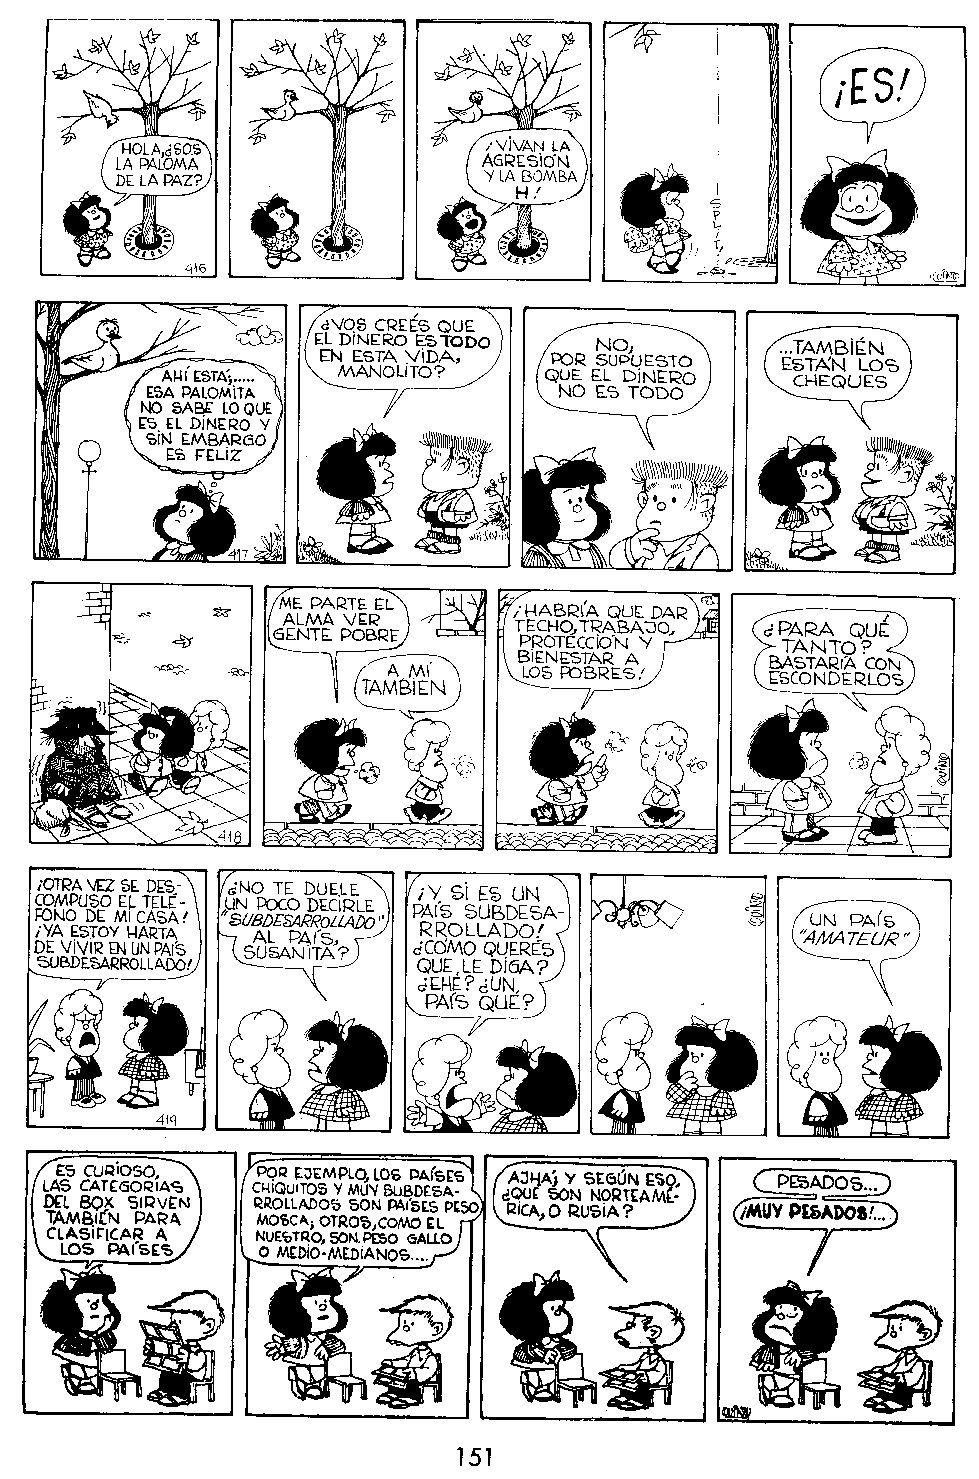 HOLA,¿SOS
LA PALOMA
DE LA PAZ?
416
¡VIVAN LA
AGRESIÓN
Y LA BOMBA
H!
SPLIT!
¡ES!
QUINO
AHÍ ESTÁ;.....
ESA PALOMITA
NO SABE LO QUE
ES EL DINERO Y
SIN EMBARGO
ES FELIZ
417
¿VOS CREÉS QUE
EL DINERO ES TODO
EN ESTA VIDA,
MANOLITO?
NO,
POR SUPUESTO
QUE EL DINERO
NO ES TODO
...TAMBIÉN
ESTÁN LOS
CHEQUES
418
ME PARTE EL
ALMA VER
GENTE POBRE
A MÍ
TAMBIEN
¡HABRÍA QUE DAR
TECHO, TRABAJO,
PROTECCIÓN Y
BIENESTAR A
LOS POBRES!
¿PARA QUÉ
TANTO?
BASTARÍA CON
ESCONDERLOS
QUINO
¡OTRA VEZ SE DES-
COMPUSO EL TELÉ-
FONO DE MI CASA!
¡YA ESTOY HARTA
DE VIVIR EN UN PAÍS
SUBDESARROLLADO!
419
¿NO TE DUELE
UN POCO DECIRLE
"SUBDESARROLLADO"
AL PAÍS,
SUSANITA?
¡Y SI ES UN
PAÍS SUBDESA-
RROLLADO!
¿CÓMO QUERÉS
QUE LE DIGA?
¿EHÉ? ¿UN
PAÍS QUÉ?
QUINO
UN PAÍS
"AMATEUR"
ES CURIOSO,
LAS CATEGORÍAS
DEL BOX SIRVEN
TAMBIÉN PARA
CLASIFICAR A
LOS PAÍSES
POR EJEMPLO, LOS PAÍSES
CHIQUITOS Y MUY SUBDESA-
RROLLADOS SON PAÍSES PESO
MOSCA; OTROS, COMO EL
NUESTRO, SON PESO GALLO
O MEDIO-MEDIANOS....
AJHÁ; Y SEGÚN ESO,
¿QUÉ SON NORTEAMÉ-
RICA, O RUSIA?
PESADOS...
¡MUY PESADOS!...
QUINO
151